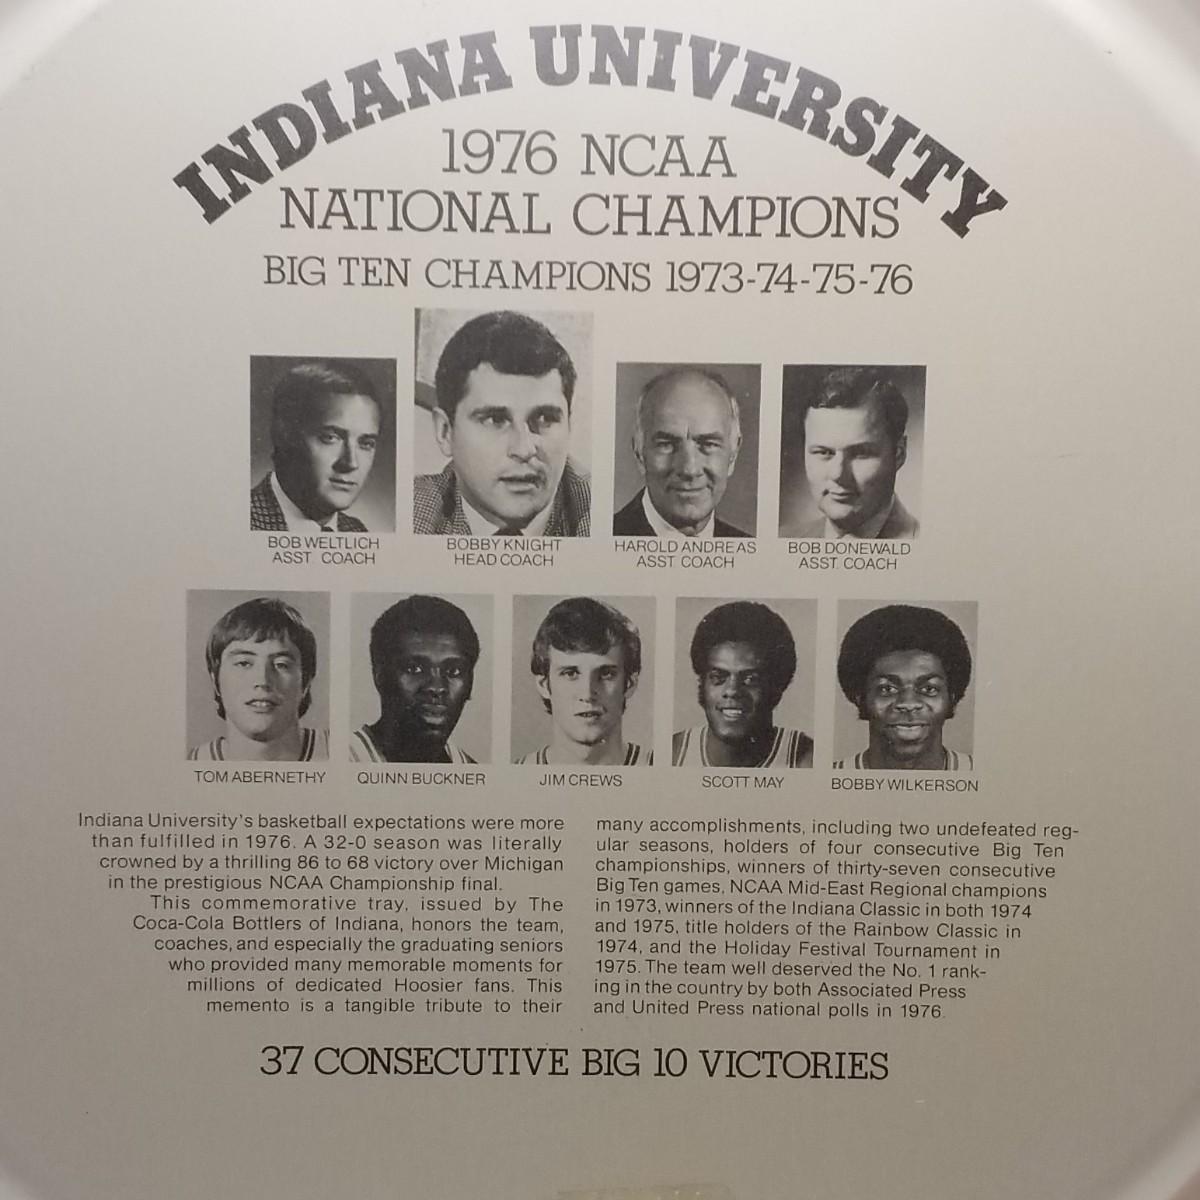 INDIANA UNIVERSITY
1976 NCAA
NATIONAL CHAMPIONS
BIG TEN CHAMPIONS 1973-74-75-76
BOB WELTLICH
ASST. COACH
BOBBY KNIGHT
HEAD COACH
HAROLD ANDREAS
ASST. COACH
BOB DONEWALD
ASST. COACH
TOM ABERNETHY
QUINN BUCKNER
JIM CREWS
SCOTT MAY
BOBBY WILKERSON
Indiana University's basketball expectations were more
than fulfilled in 1976. A 32-0 season was literally
crowned by a thrilling 86 to 68 victory over Michigan
in the prestigious NCAA Championship final.
This commemorative tray, issued by The
Coca-Cola Bottlers of Indiana, honors the team,
coaches, and especially the graduating seniors
who provided many memorable moments for
millions of dedicated Hoosier fans. This
memento is a tangible tribute to their
many accomplishments, including two undefeated reg-
ular seasons, holders of four consecutive Big Ten
championships, winners of thirty-seven consecutive
Big Ten games, NCAA Mid-East Regional champions
in 1973, winners of the Indiana Classic in both 1974
and 1975, title holders of the Rainbow Classic in
1974, and the Holiday Festival Tournament in
1975. The team well deserved the No. 1 rank-
ing in the country by both Associated Press
and United Press national polls in 1976.
37 CONSECUTIVE BIG 10 VICTORIES